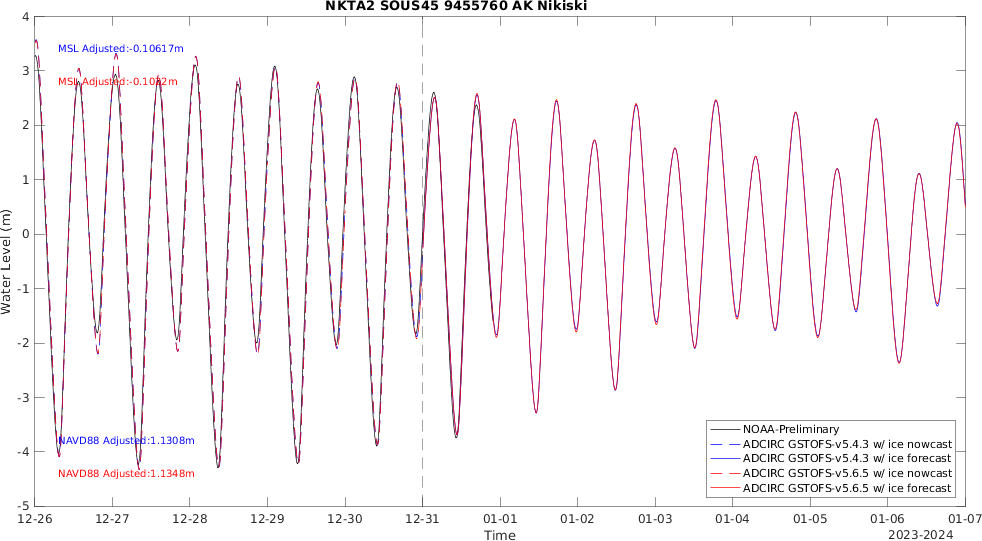 NKTA2 SOUS45 9455760 AK Nikiski
4
MSL Adjusted:-0.10617m
3
MSL Adjusted:-0.1082m
2
1
0
Water Level (m)
-1
-2
-3
NOAA-Preliminary
NAVD88 Adjusted:1.1308m
ADCIRC GSTOFS-v5.4.3 w/ ice nowcast
-4
ADCIRC GSTOFS-v5.4.3 w/ ice forecast
NAVD88 Adjusted:1.1348m
ADCIRC GSTOFS-v5.6.5 w/ ice nowcast
ADCIRC GSTOFS-v5.6.5 w/ ice forecast
-5
12-26 12-27 12-28 12-29 12-30 12-31 01-01 01-02 01-03 01-04 01-05 01-06 01-07
Time
2023-2024